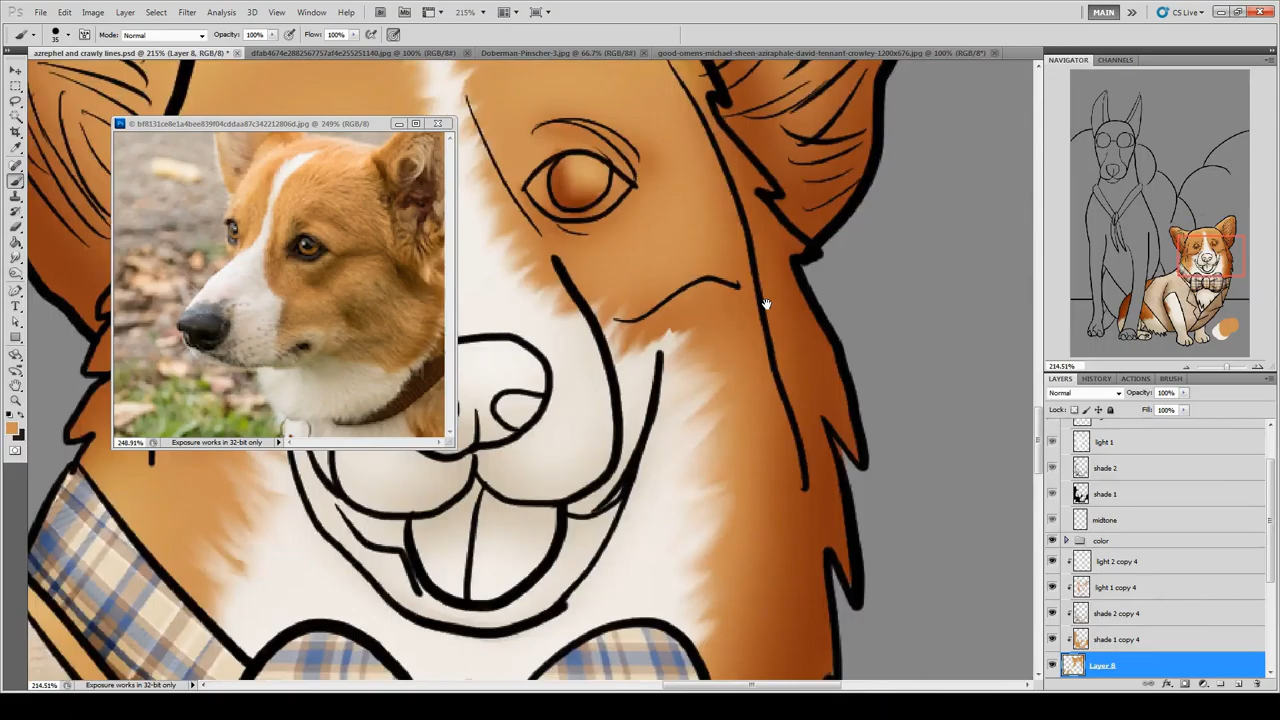 Ps File Edit Image Layer Select Filter Analysis 3D View Window Help Br Mb 215% MAIN CS Live
35 Mode: Normal Opacity: 100% Flow: 100%
azrephel and crawly lines.psd @ 215% (Layer 8, RGB/8) * dfab4674e2882567757af4e255251140.jpg @ 100% (RGB/8#) Doberman-Pinscher-3.jpg @ 66.7% (RGB/8#) good-omens-michael-sheen-aziraphale-david-tennant-crowley-1200x676.jpg @ 100% (RGB/8*)
NAVIGATOR CHANNELS
© bf8131ce8e1a4bee839f04cddaa87c342212806d.jpg @ 249% (RGB/8)
214.51%
LAYERS HISTORY ACTIONS BRUSH
Normal Opacity: 100%
Lock: Fill: 100%
light 1
248.91% Exposure works in 32-bit only
shade 2
shade 1
midtone
color
light 2 copy 4
light 1 copy 4
shade 2 copy 4
shade 1 copy 4
Layer 8
214.51% Exposure works in 32-bit only